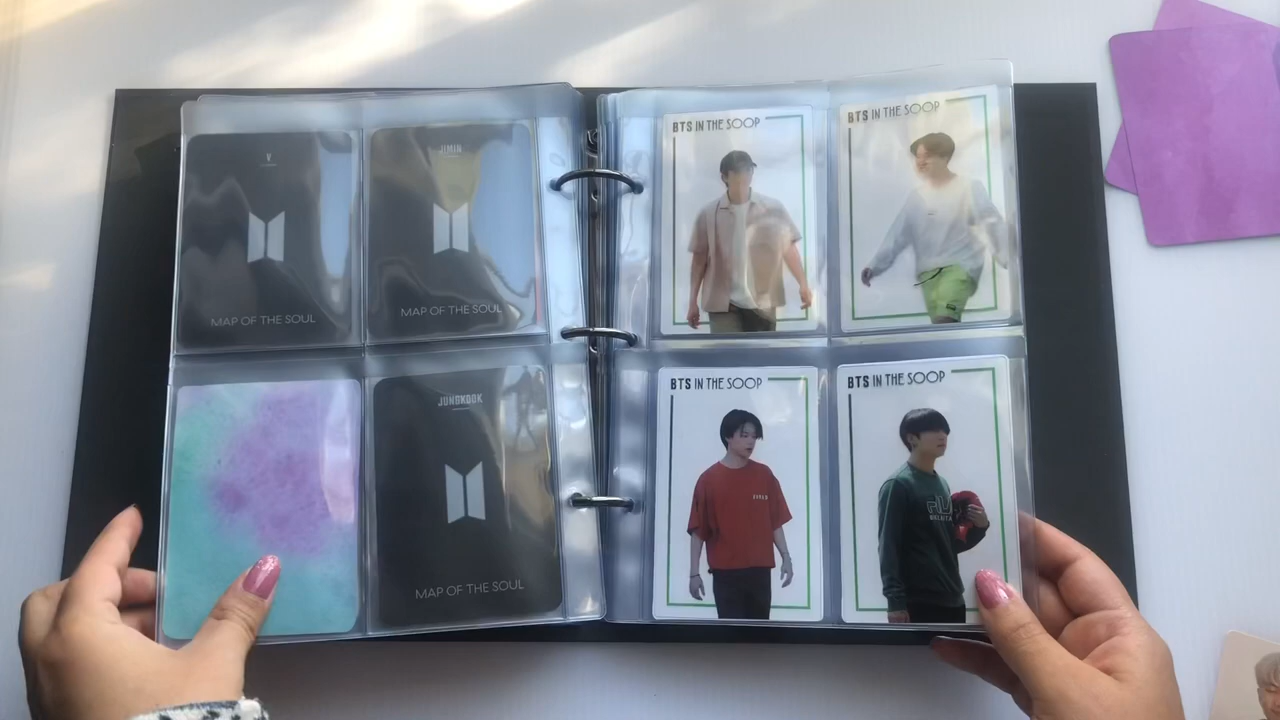 V
MAP OF THE SOUL
JIMIN
MAP OF THE SOUL
JUNGKOOK
MAP OF THE SOUL
BTS IN THE SOOP
BTS IN THE SOOP
BTS IN THE SOOP
BTS IN THE SOOP